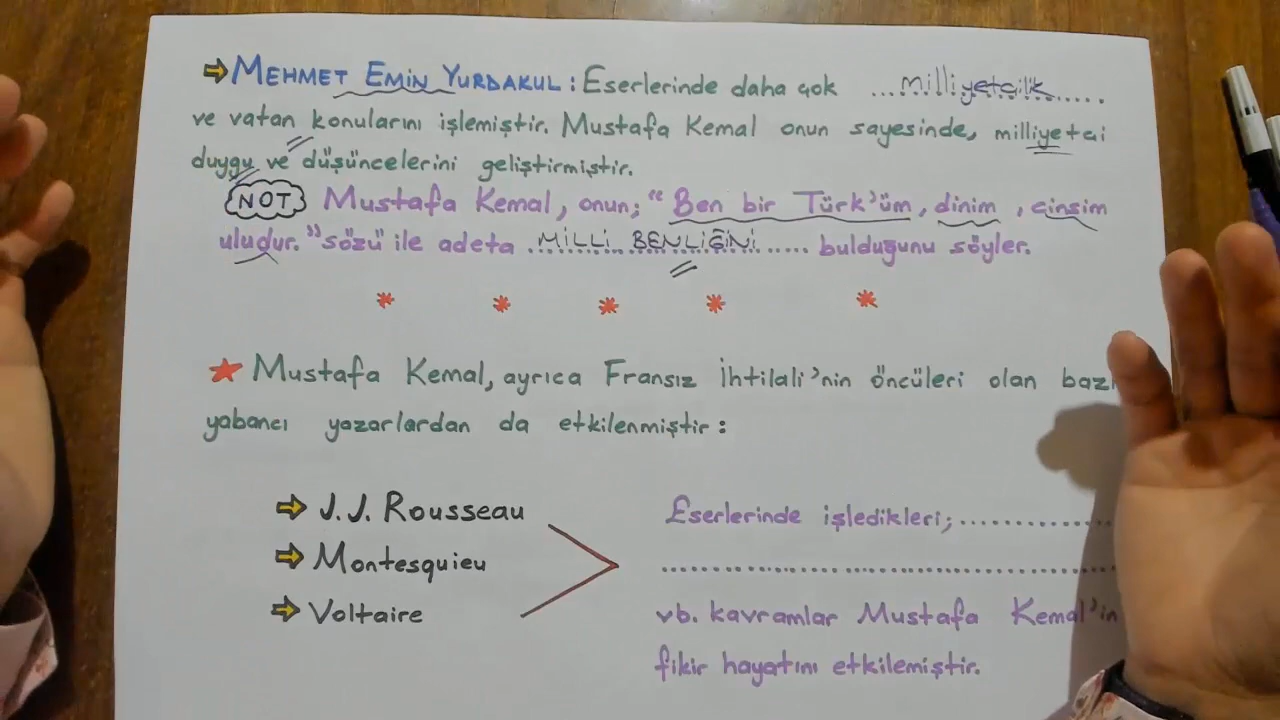 MEHMET EMİN YURDAKUL : Eserlerinde daha çok ...milliyetçilik.....
ve vatan konularını işlemiştir. Mustafa Kemal onun sayesinde, milliyetçi
duygu ve düşüncelerini geliştirmiştir.
NOT Mustafa Kemal, onun; "Ben bir Türk'üm, dinim, cinsim
uludur." sözü ile adeta ..MİLLİ BENLİĞİNİ..... bulduğunu söyler.
Mustafa Kemal, ayrıca Fransız İhtilali'nin öncüleri olan bazı
yabancı yazarlardan da etkilenmiştir :
J.J. Rousseau
Montesquieu
Voltaire
Eserlerinde işledikleri;................
................................................
vb. kavramlar Mustafa Kemal'in
fikir hayatını etkilemiştir.